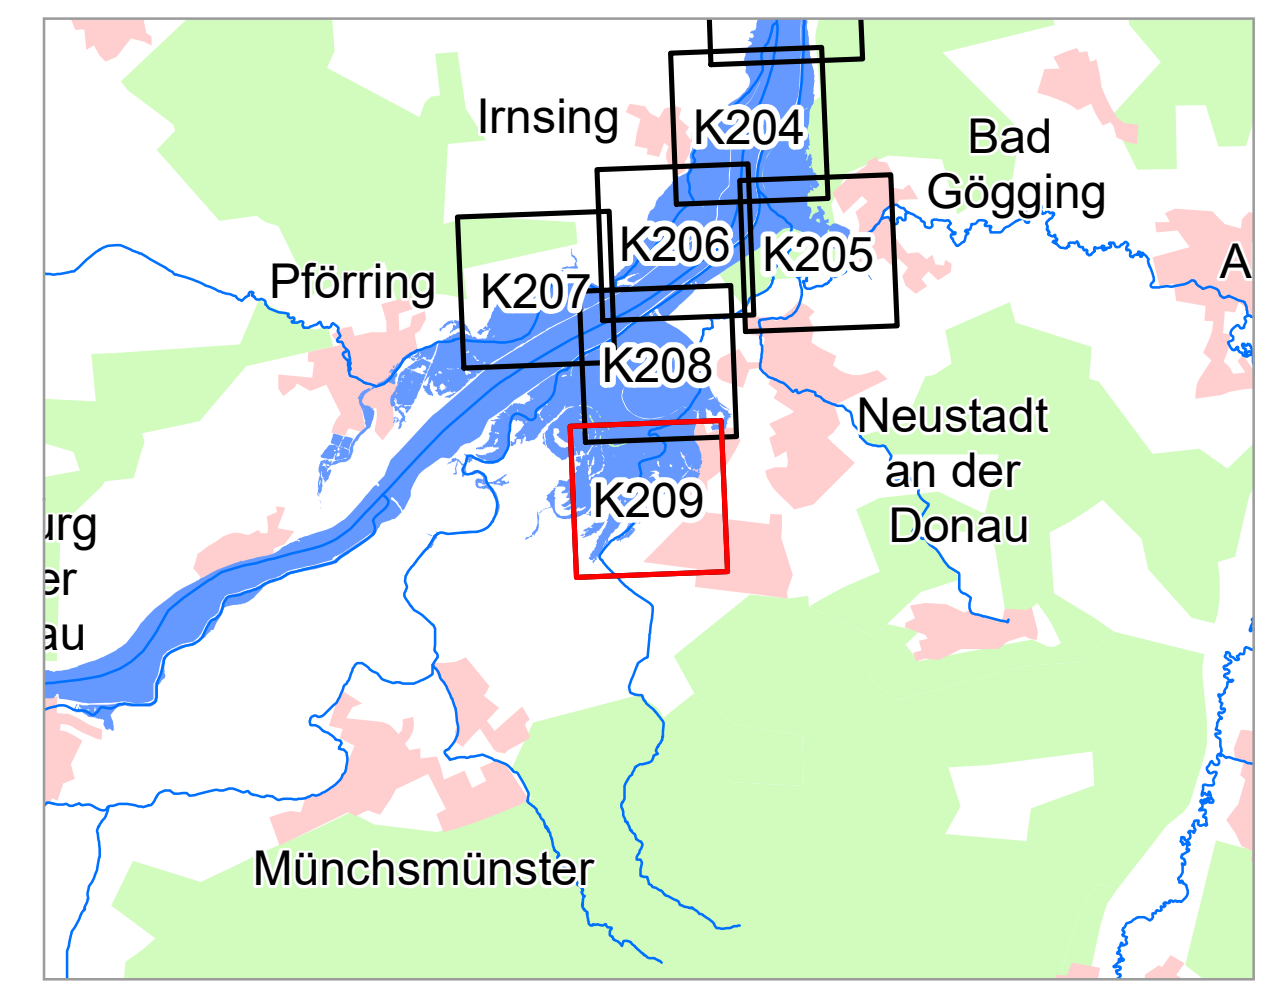 Irnsing
K204
Bad
Gögging
K206
K205
Pförring
K207
A
K208
Neustadt
an der
Donau
K209
urg
er
au
Münchsmünster